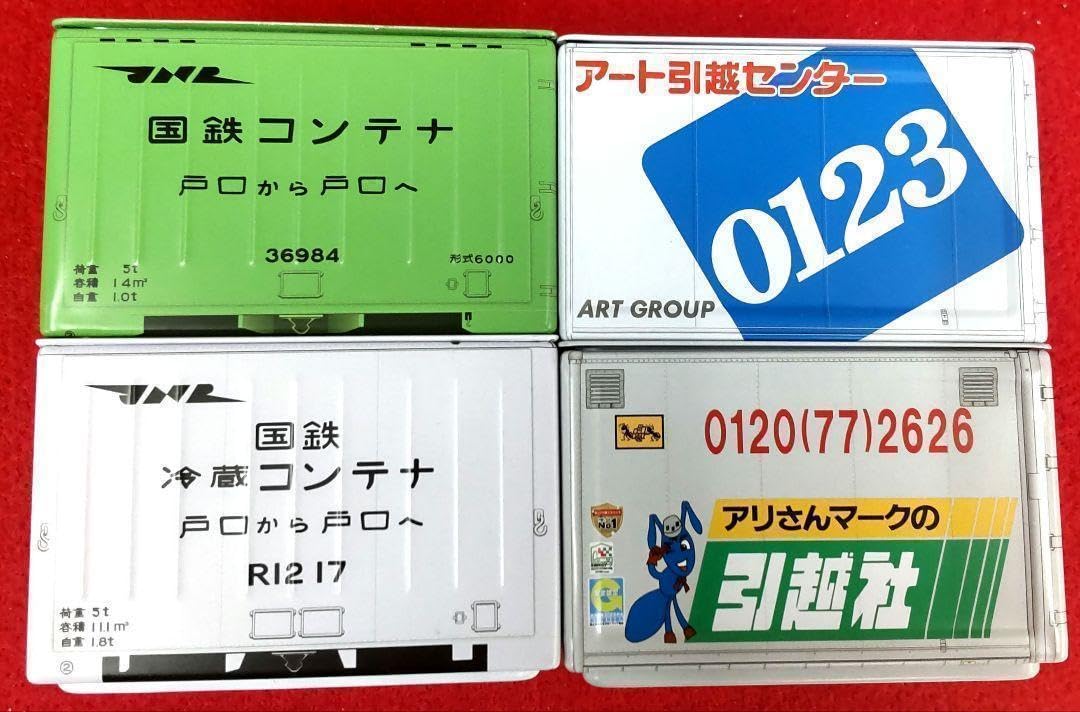 JNR
国鉄コンテナ
戸口から戸口へ
36984
形式6000
荷重 5t
容積 14m³
自重 1.0t
②
アート引越センター
0123
ART GROUP
JNR
国鉄
冷蔵コンテナ
戸口から戸口へ
R12 17
荷重 5t
容積 11.1m³
自重 1.8t
②
0120(77)2626
No1
G
アリさんマークの
引越社